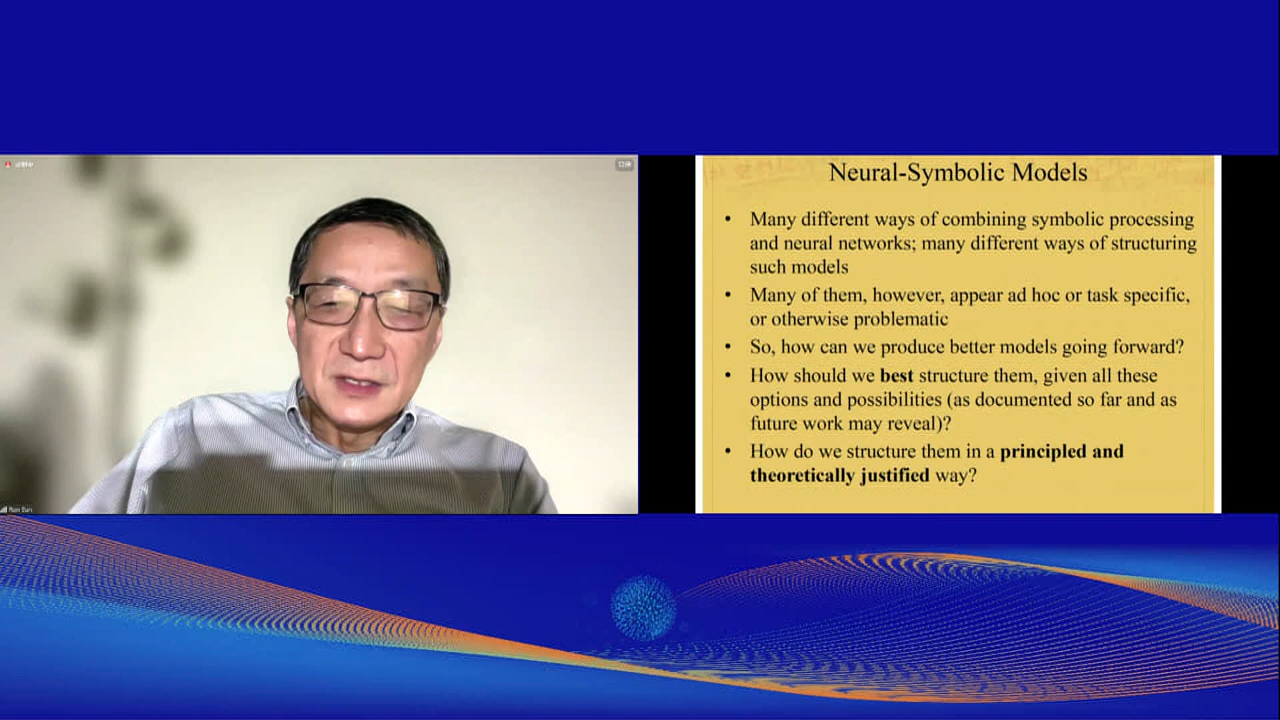 Neural-Symbolic Models
• Many different ways of combining symbolic processing
and neural networks; many different ways of structuring
such models
• Many of them, however, appear ad hoc or task specific,
or otherwise problematic
• So, how can we produce better models going forward?
• How should we best structure them, given all these
options and possibilities (as documented so far and as
future work may reveal)?
• How do we structure them in a principled and
theoretically justified way?
Ron Sun